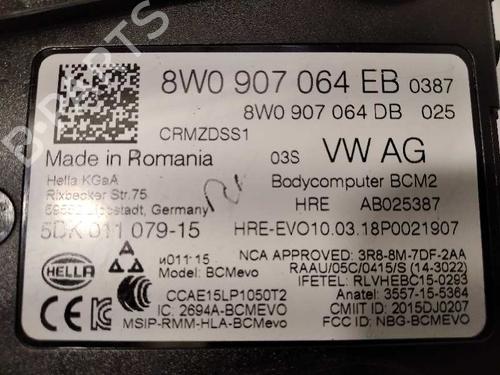 8W0 907 064 EB 0387
8W0 907 064 DB 025
CRMZDSS1
Made in Romania 03S VW AG
Hella KGaA
Rixbecker Str.75 Bodycomputer BCM2
Germany HRE AB025387
5DK 011 079-15 HRE-EVO10.03.18P0021907
И011·15 NCA APPROVED: 3R8-8M-7DF-2AA
Model: BCMevo RAAU/05C/0415/S (14-3022)
HELLA IFETEL: RLVHEBC15-0293
CCAE15LP1050T2 Anatel: 3557-15-5364
IC: 2694A-BCMEVO CMIIT ID: 2015DJ0207
MSIP-RMM-HLA-BCMevo FCC ID: NBG-BCMEVO
B-PARTS